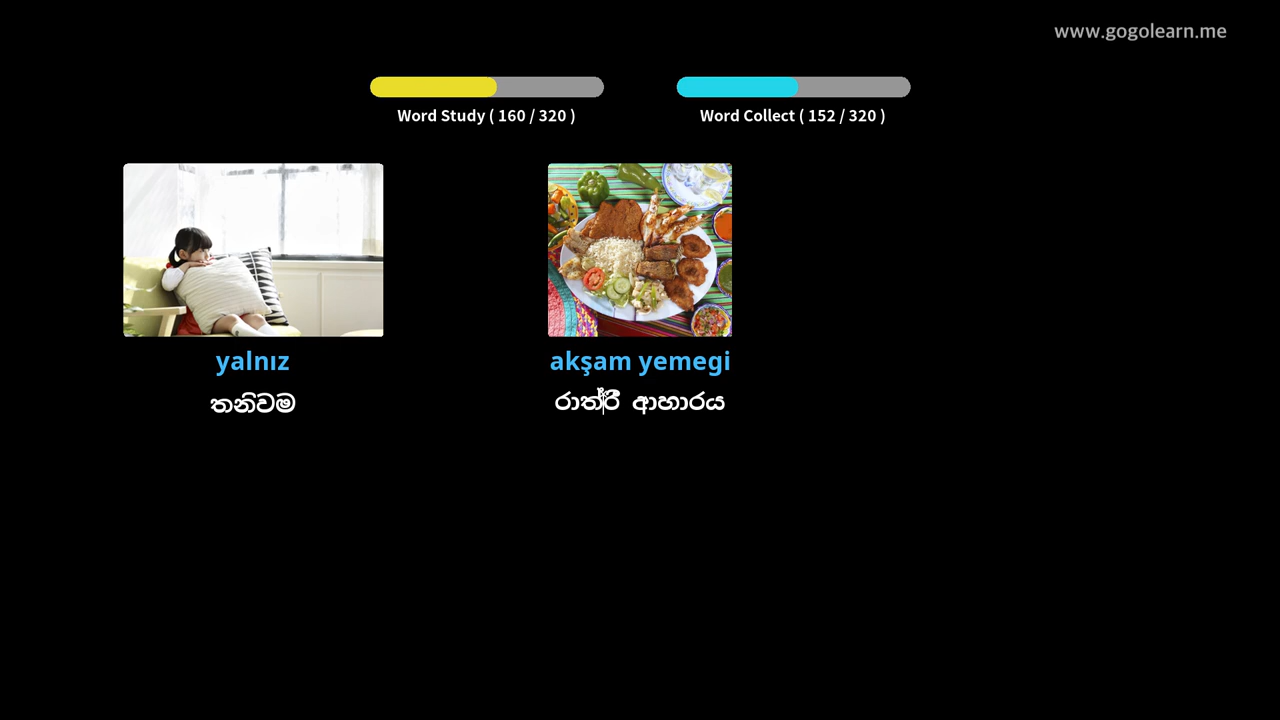 www.gogolearn.me
Word Study ( 160 / 320 )
Word Collect ( 152 / 320 )
yalnız
තනිවම
akşam yemegi
රාත්‍රී ආහාරය